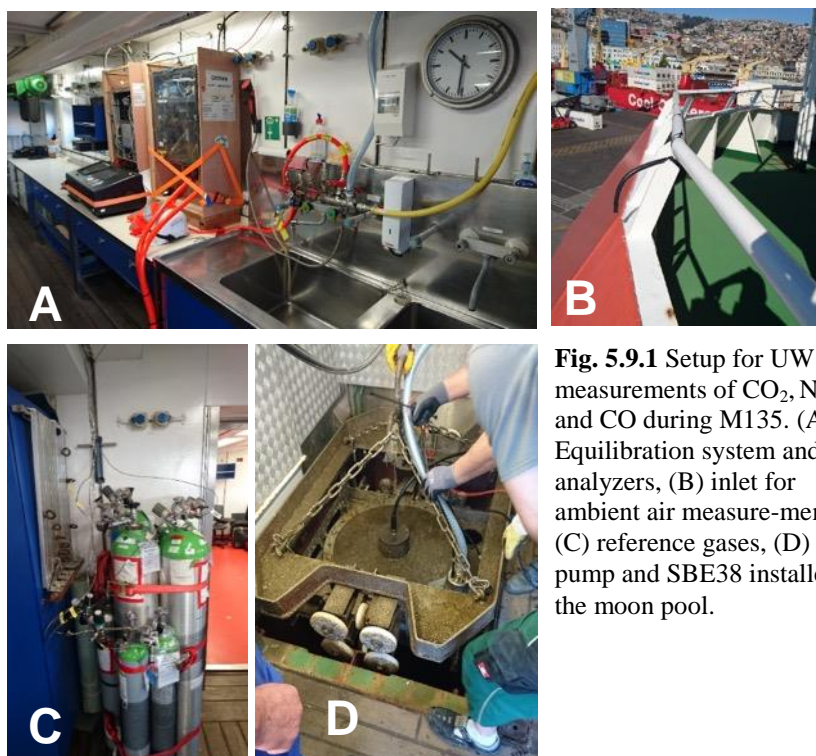 A
B
Cool
C
D
Fig. 5.9.1 Setup for UW
measurements of CO₂, N
and CO during M135. (A
Equilibration system and
analyzers, (B) inlet for
ambient air measure-me
(C) reference gases, (D)
pump and SBE38 installe
the moon pool.